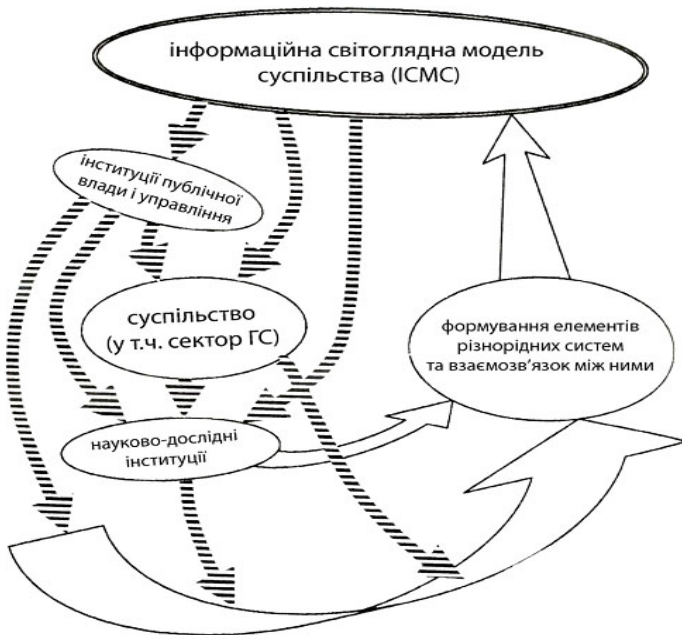 інформаційна світоглядна модель
суспільства (ІСМС)
інституції публічної
влади і управління
суспільство
(у т.ч. сектор ГС)
формування елементів
різнорідних систем
та взаємозв'язок між ними
науково-дослідні
інституції